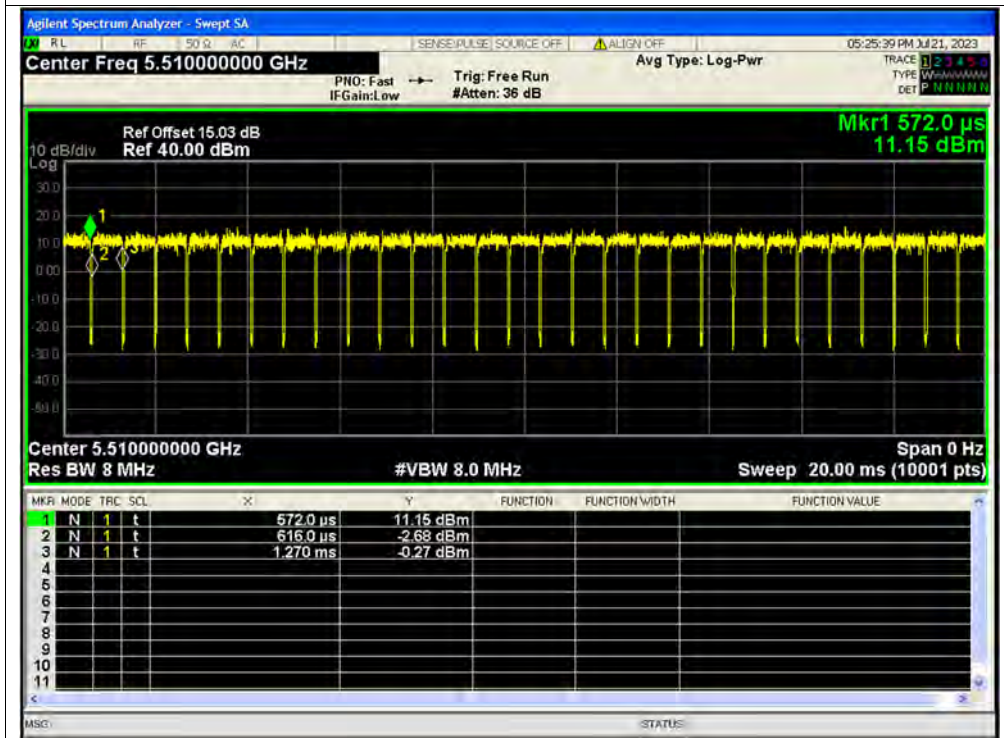 Agilent Spectrum Analyzer - Swept SA
RL RF 50 Ω AC SENSE:PULSE SOURCE OFF ALIGN OFF 05:25:39 PM Jul 21, 2023
Center Freq 5.510000000 GHz Avg Type: Log-Pwr TRACE 1 2 3 4 5 6
PNO: Fast Trig: Free Run TYPE W
IFGain:Low #Atten: 36 dB DET P N N N N N
Mkr1 572.0 µs
11.15 dBm
Ref Offset 15.03 dB
10 dB/div Ref 40.00 dBm
Log
30.0
20.0
10.0
0.00
-10.0
-20.0
-30.0
-40.0
-50.0
1
2
3
Center 5.510000000 GHz Span 0 Hz
Res BW 8 MHz #VBW 8.0 MHz Sweep 20.00 ms (10001 pts)
MKR MODE TRC SCL X Y FUNCTION FUNCTION WIDTH FUNCTION VALUE
1 N 1 t 572.0 µs 11.15 dBm
2 N 1 t 616.0 µs -2.68 dBm
3 N 1 t 1.270 ms -0.27 dBm
4
5
6
7
8
9
10
11
MSG STATUS